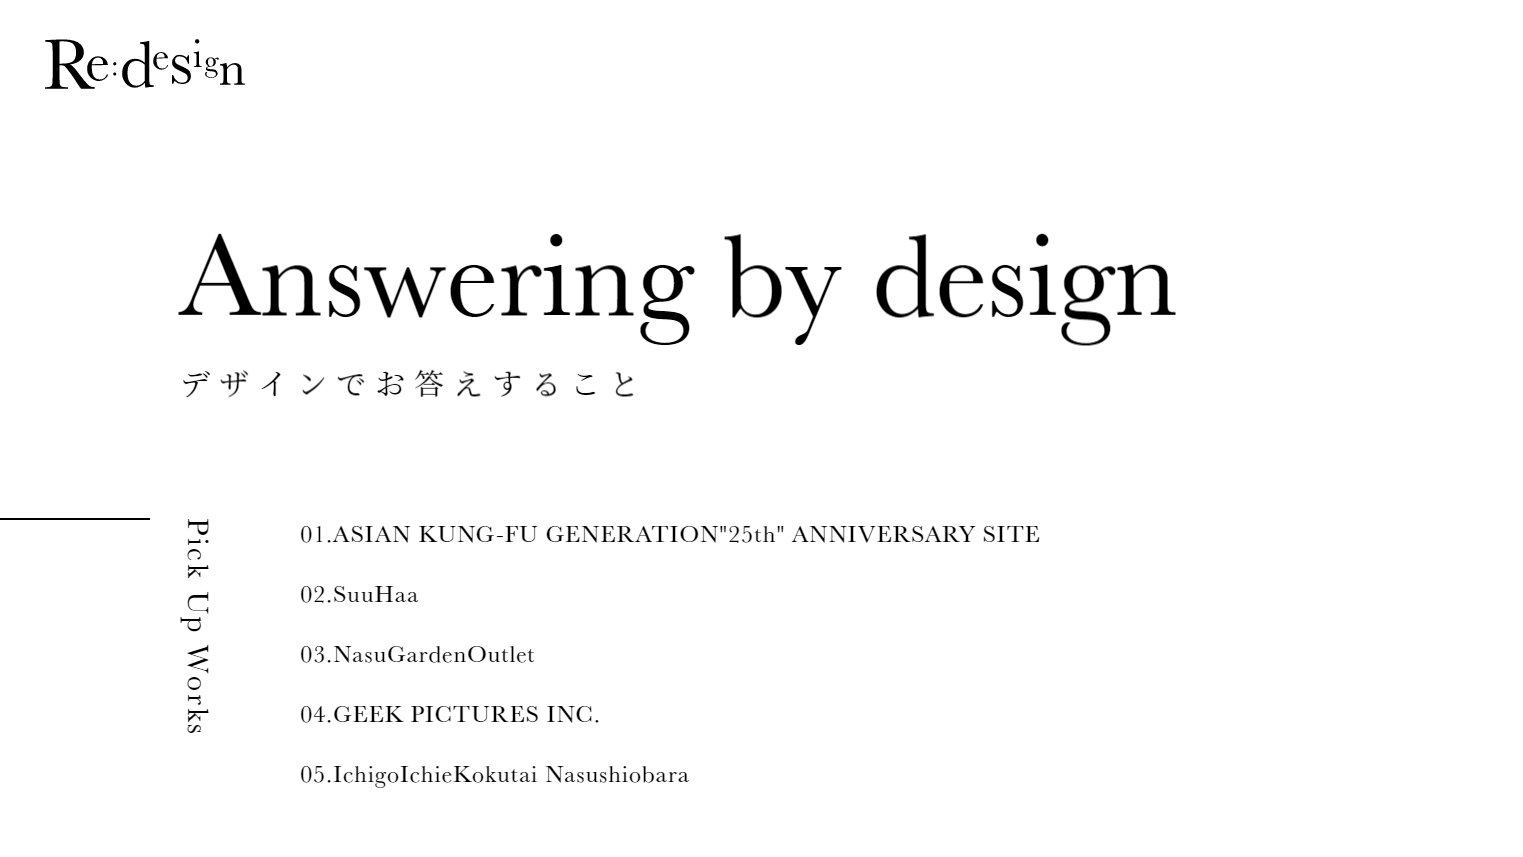 Re:design
Answering by design
デザインでお答えすること
Pick Up Works
01.ASIAN KUNG-FU GENERATION"25th" ANNIVERSARY SITE
02.SuuHaa
03.NasuGardenOutlet
04.GEEK PICTURES INC.
05.IchigoIchieKokutai Nasushiobara